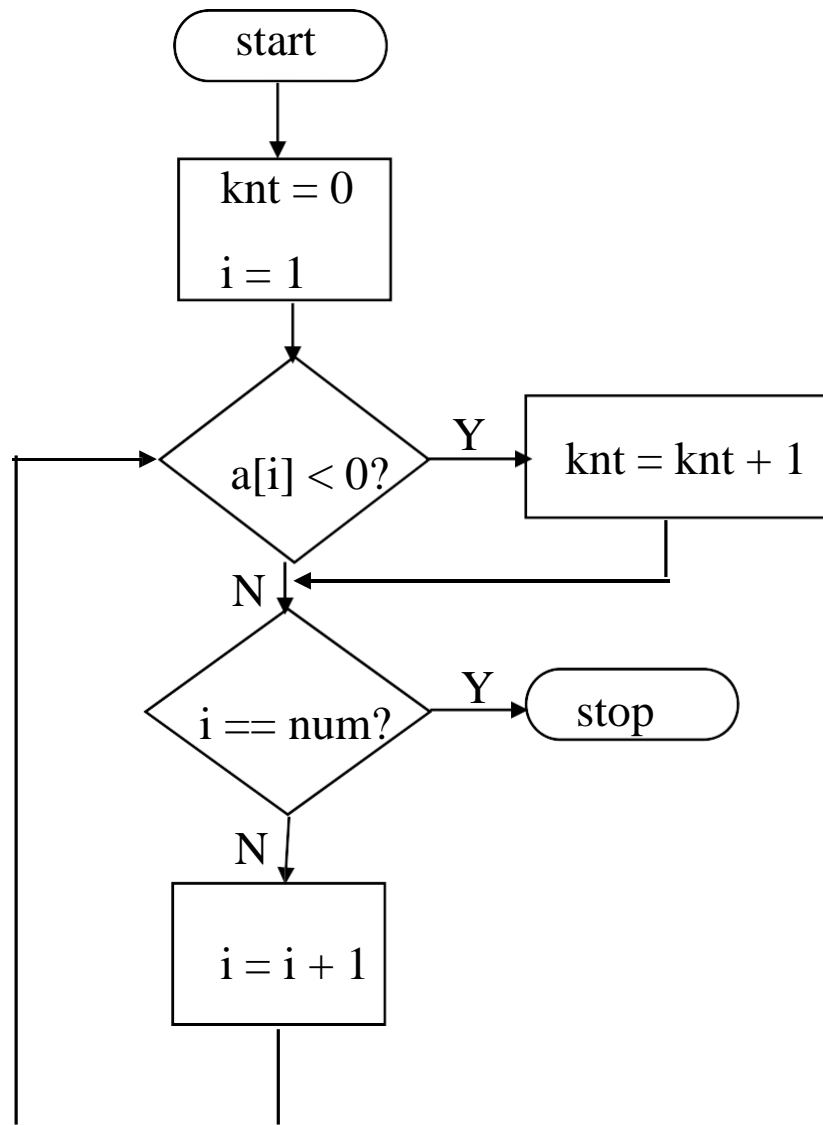 start
knt = 0
i = 1
a[i] < 0?
Y
knt = knt + 1
N
i == num?
Y
stop
N
i = i + 1